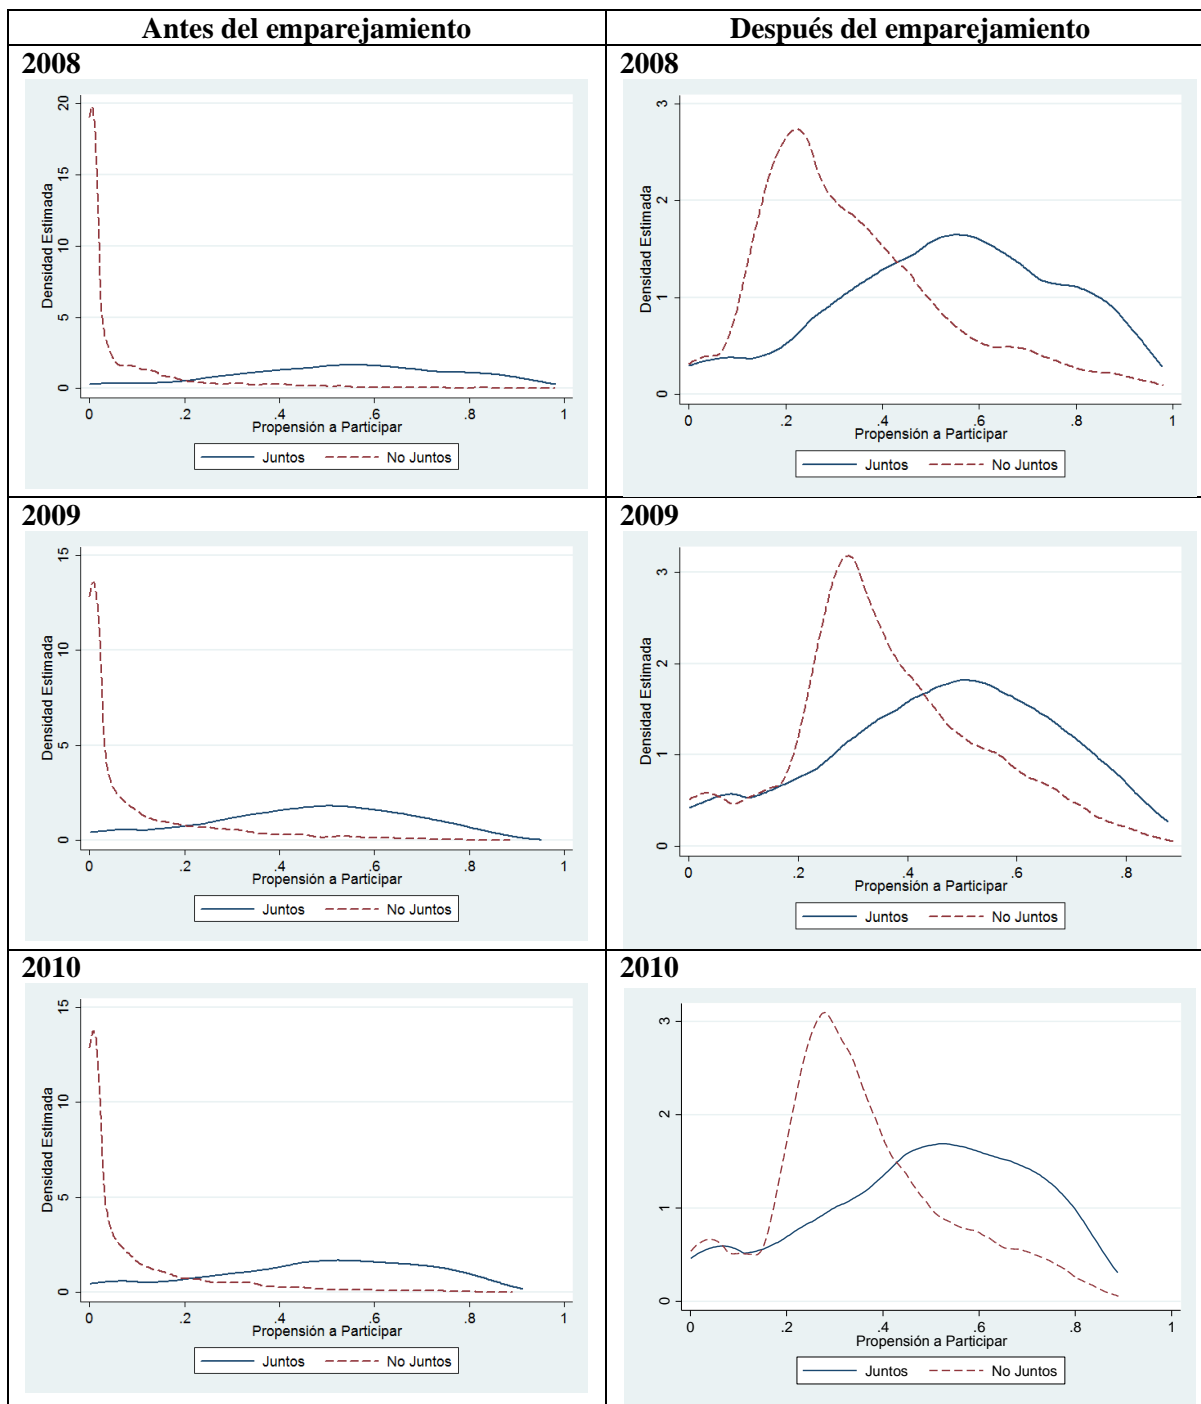 Antes del emparejamiento
Después del emparejamiento
2008
Densidad Estimada
20
15
10
5
0
0 .2 .4 .6 .8 1
Propensión a Participar
Juntos No Juntos
2008
Densidad Estimada
3
2
1
0
0 .2 .4 .6 .8 1
Propensión a Participar
Juntos No Juntos
2009
Densidad Estimada
15
10
5
0
0 .2 .4 .6 .8 1
Propensión a Participar
Juntos No Juntos
2009
Densidad Estimada
3
2
1
0
0 .2 .4 .6 .8
Propensión a Participar
Juntos No Juntos
2010
Densidad Estimada
15
10
5
0
0 .2 .4 .6 .8 1
Propensión a Participar
Juntos No Juntos
2010
Densidad Estimada
3
2
1
0
0 .2 .4 .6 .8 1
Propensión a Participar
Juntos No Juntos